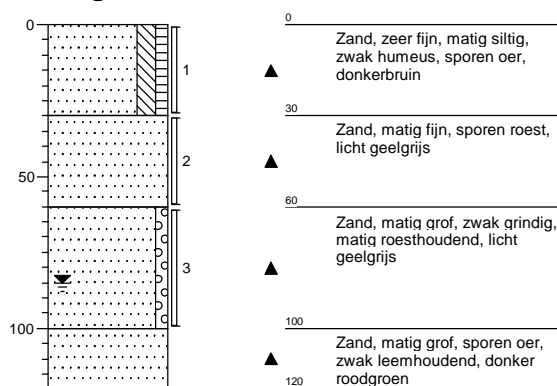 0
50
100
1
2
3
0
Zand, zeer fijn, matig siltig,
zwak humeus, sporen oer,
donkerbruin
30
Zand, matig fijn, sporen roest,
licht geelgrijs
60
Zand, matig grof, zwak grindig,
matig roesthoudend, licht
geelgrijs
100
Zand, matig grof, sporen oer,
zwak leemhoudend, donker
roodgroen
120